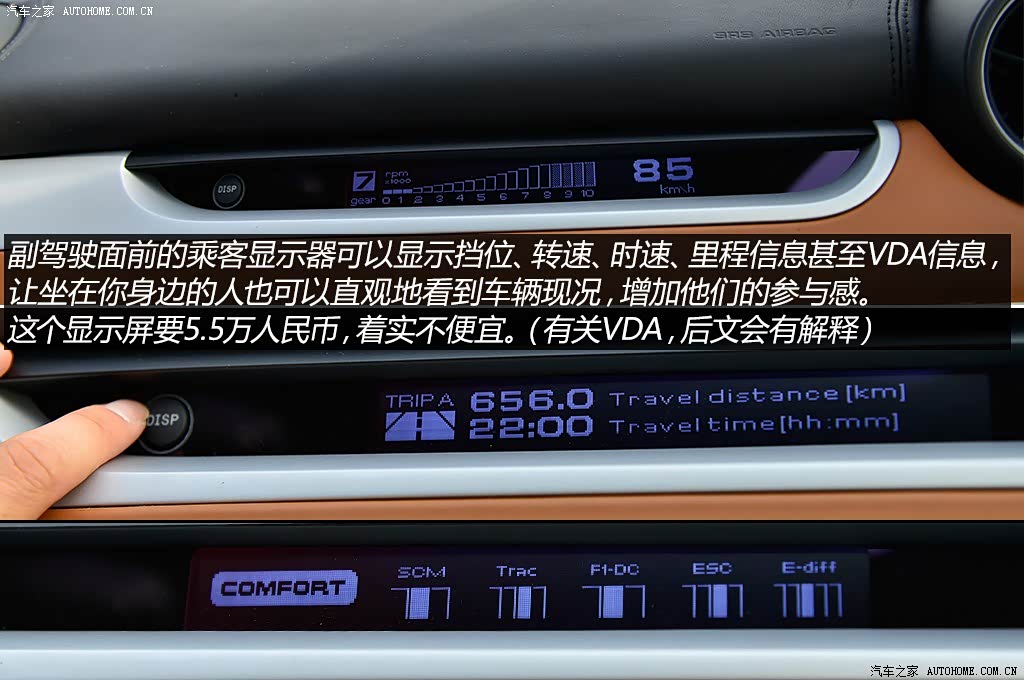 汽车之家 AUTOHOME.COM.CN
SRS AIRBAG
DISP
7
gear
rpm
x1000
0 1 2 3 4 5 6 7 8 9 10
85
km/h
副驾驶面前的乘客显示器可以显示挡位、转速、时速、里程信息甚至VDA信息，
让坐在你身边的人也可以直观地看到车辆现况，增加他们的参与感。
这个显示屏要5.5万人民币，着实不便宜。（有关VDA，后文会有解释）
DISP
TRIP A 656.0 Travel distance [km]
22:00 Travel time [hh:mm]
COMFORT
SCM Trac F1-DC ESC E-diff
汽车之家 AUTOHOME.COM.CN